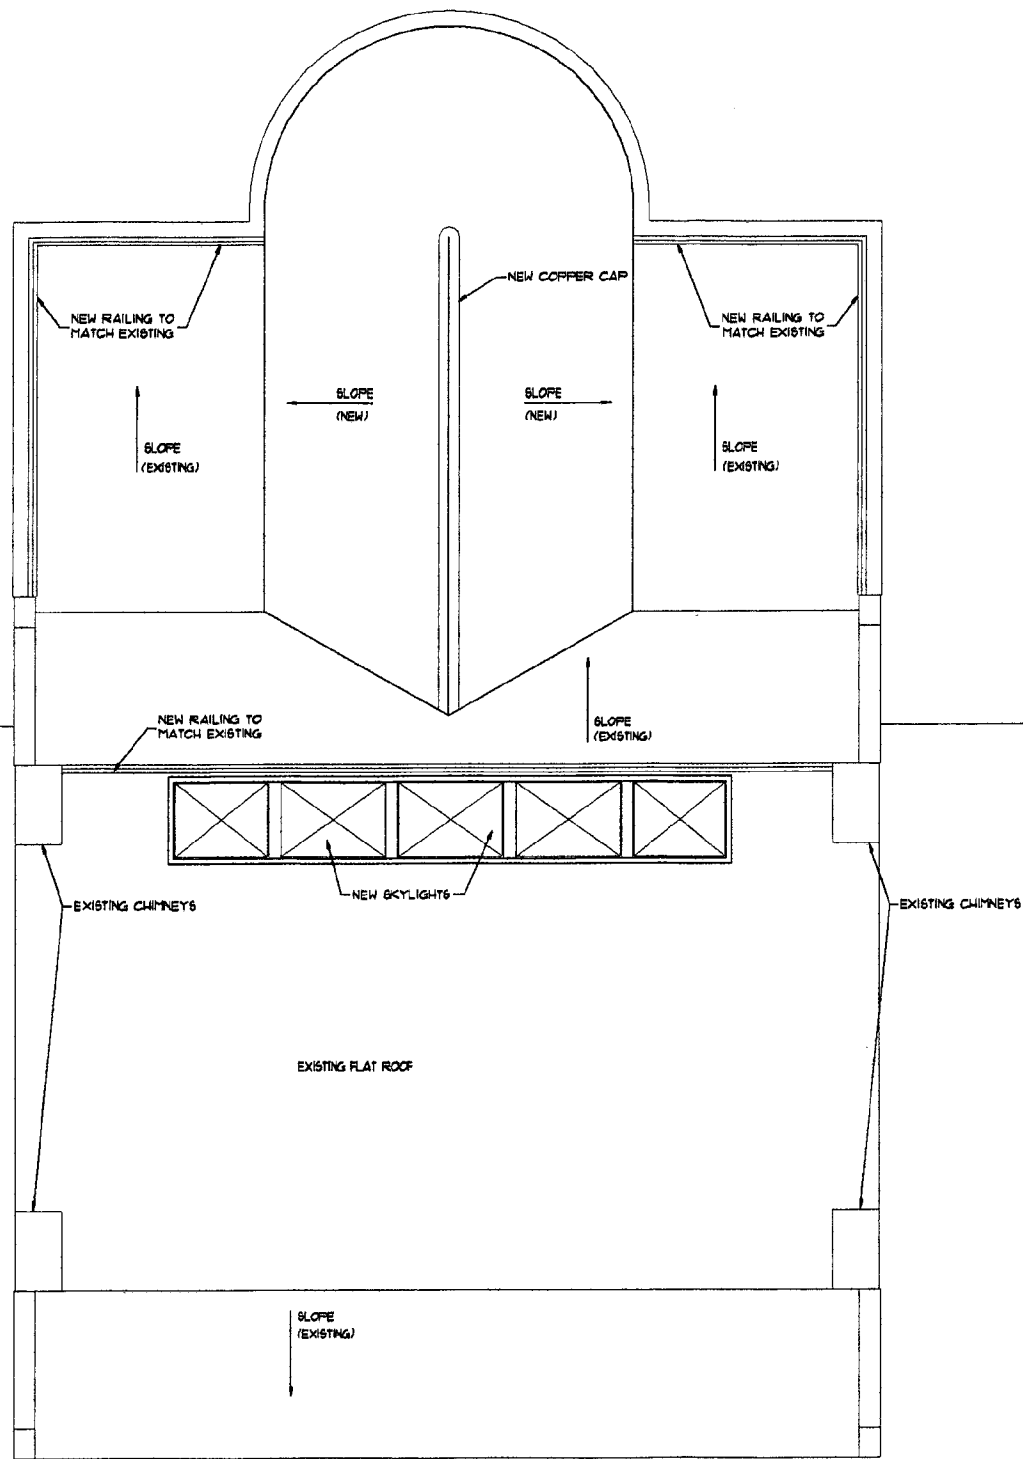 NEW COPPER CAP
NEW RAILING TO
MATCH EXISTING
NEW RAILING TO
MATCH EXISTING
SLOPE
(NEW)
SLOPE
(NEW)
SLOPE
(EXISTING)
SLOPE
(EXISTING)
NEW RAILING TO
MATCH EXISTING
SLOPE
(EXISTING)
NEW SKYLIGHTS
EXISTING CHIMNEYS
EXISTING CHIMNEYS
EXISTING FLAT ROOF
SLOPE
(EXISTING)